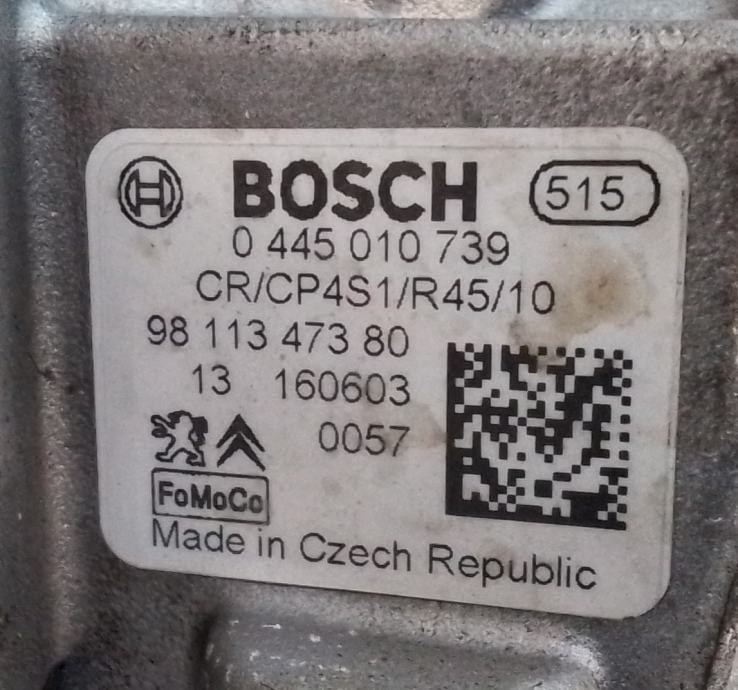 BOSCH 515
0 445 010 739
CR/CP4S1/R45/10
98 113 473 80
13 160603
0057
FoMoCo
Made in Czech Republic